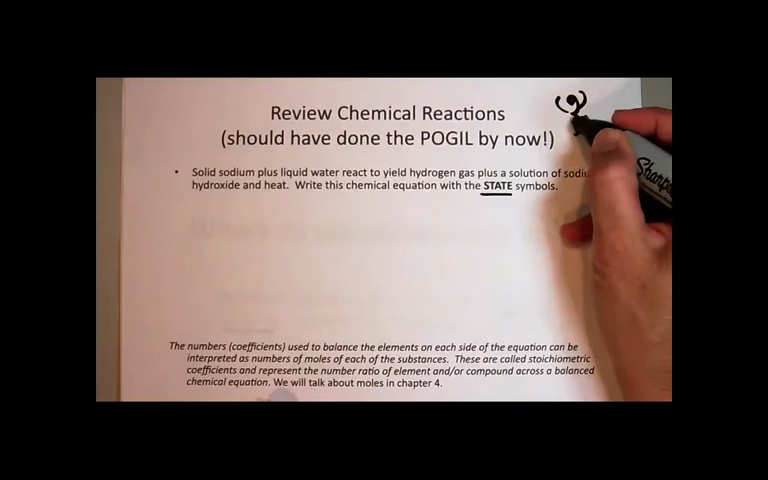 Review Chemical Reactions
(should have done the POGIL by now!)
• Solid sodium plus liquid water react to yield hydrogen gas plus a solution of
hydroxide and heat. Write this chemical equation with the STATE symbols.
The numbers (coefficients) used to balance the elements on each side of the equation can be
interpreted as numbers of moles of each of the substances. These are called stoichiometric
coefficients and represent the number ratio of element and/or compound across a balanced
chemical equation. We will talk about moles in chapter 4.
Sharpie